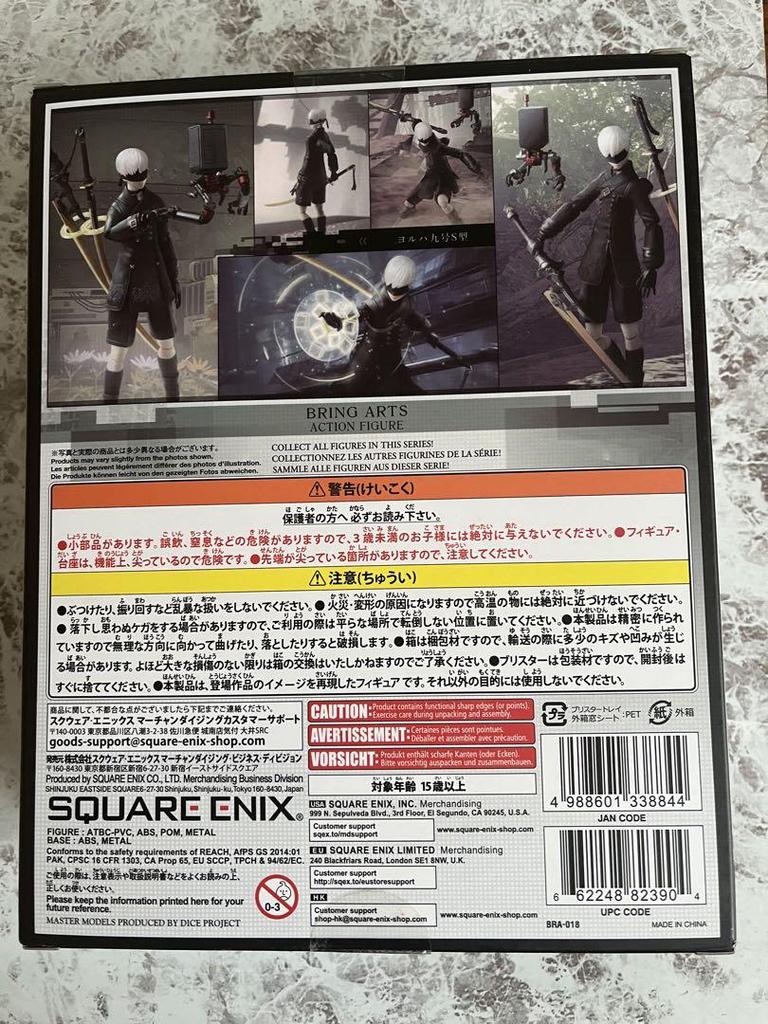 ヨルハ九号S型
BRING ARTS
ACTION FIGURE
※写真と実際の商品とは多少異なる場合がございます。
Products may vary slightly from the photos shown.
Les articles peuvent légèrement différer des photos d'illustration.
Die Produkte können leicht von den gezeigten Fotos abweichen.
COLLECT ALL FIGURES IN THIS SERIES!
COLLECTIONNEZ LES AUTRES FIGURINES DE LA SÉRIE!
SAMMLE ALLE FIGUREN AUS DIESER SERIE!
⚠警告(けいこく)
保護者の方へ 必ずお読み下さい。
●小部品があります。誤飲、窒息などの危険がありますので、3歳未満のお子様には絶対に与えないでください。●フィギュア・
台座は、機能上、尖っているので危険です。●先端が尖っている箇所がありますので、注意してください。
⚠注意(ちゅうい)
●ぶつけたり、振り回すなど乱暴な扱いをしないでください。●火災・変形の原因になりますので高温の物には絶対に近づけないでください。
●落下し思わぬケガをする場合がありますので、ご利用の際は平らな場所で転倒しない位置に置いてください。●本製品は精密に作られ
ていますので無理な方向に向かって曲げたり、落としたりすると破損します。●箱は梱包材ですので、輸送の際に多少のキズや凹みが生じ
る場合があります。よほど大きな損傷のない限りは箱の交換はいたしかねますのでご了承ください。●ブリスターは包装材ですので、開封後は
すぐに捨ててください。●本製品は、登場作品のイメージを再現したフィギュアです。それ以外の目的には使用しないでください。
商品に関して、不都合な点がございましたら下記までご連絡ください。
スクウェア・エニックス マーチャンダイジングカスタマーサポート
〒140-0003 東京都品川区八潮3-2-38 佐川急便 城南店気付 大井SRC
goods-support@square-enix.com
発売元 株式会社スクウェア・エニックス マーチャンダイジング・ビジネス・ディビジョン
〒160-8430 東京都新宿区新宿6-27-30 新宿イーストサイドスクエア
Produced by SQUARE ENIX CO., LTD. Merchandising Business Division
SHINJUKU EASTSIDE SQUARE6-27-30 Shinjuku, Shinjuku-ku, Tokyo,160-8430 Japan
SQUARE ENIX®
FIGURE : ATBC-PVC, ABS, POM, METAL
BASE : ABS, METAL
Conforms to the safety requirements of REACH, AfPS GS 2014:01
PAK, CPSC 16 CFR 1303, CA Prop 65, EU SCCP, TPCH & 94/62/EC.
ご使用の際は、注意表示や取扱説明書などをよくお読みの上、
正しくお使いください。
Please keep the information printed here for your
future reference.
MASTER MODELS PRODUCED BY DICE PROJECT
0-3
CAUTION •Product contains functional sharp edges (or points).
•Exercise care during unpacking and assembly.
AVERTISSEMENT •Certaines pièces sont pointues.
•Déballer et assembler avec précaution.
VORSICHT •Produkt enthält scharfe Kanten (oder Ecken).
•Bitte vorsichtig auspacken und zusammenbauen.
対象年齢 15歳以上
USA SQUARE ENIX, INC. Merchandising
999 N. Sepulveda Blvd., 3rd Floor, El Segundo, CA 90245, U.S.A.
Customer support
sqex.to/mdsupport
www.square-enix-shop.com
EU SQUARE ENIX LIMITED Merchandising
240 Blackfriars Road, London SE1 8NW, U.K.
Customer support
http://sqex.to/eustoresupport
HK
Customer support
shop-hk@square-enix-shop.com
www.square-enix-shop.com
プラ
ブリスタートレイ
外箱窓シート :PET
紙
外箱
4 988601 338844
JAN CODE
6 62248 82390 4
UPC CODE
BRA-018
MADE IN CHINA